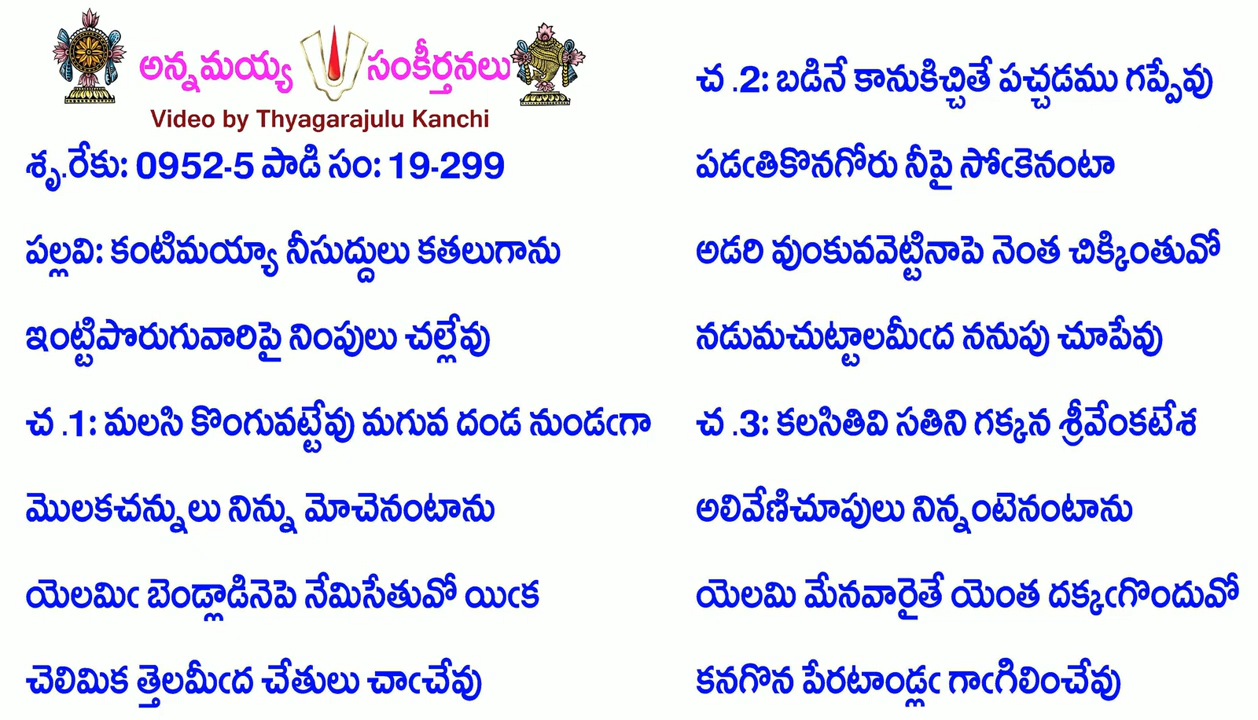 అన్నమయ్య సంకీర్తనలు
Video by Thyagarajulu Kanchi
శృ.రేకు: 0952-5 పాడి సం: 19-299
పల్లవి: కంటిమయ్యా నీసుద్దులు కతలుగాను
ఇంట్టిపొరుగువారిపై నింపులు చల్లేవు
చ .1: మలసి కొంగువట్టేవు మగువ దండ నుండఁగా
మొలకచన్నులు నిన్ను మోచెనంటాను
యెలమిఁ బెండ్లాడినెపె నేమిసేతువో యిఁక
చెలిమిక త్తెలమీఁద చేతులు చాఁచేవు
చ .2: బడినే కానుకిచ్చితే పచ్చడము గప్పేవు
పడఁతికొనగోరు నీపై సోఁకెనంటా
అడరి వుంకువవెట్టినాపె నెంత చిక్కింతువో
నడుమచుట్టాలమీఁద ననుపు చూపేవు
చ .3: కలసితివి సతిని గక్కన శ్రీవేంకటేశ
అలివేణిచూపులు నిన్నంటెనంటాను
యెలమి మేనవారైతే యెంత దక్కఁగొందువో
కనగొన పేరటాండ్లఁ గాఁగిలించేవు